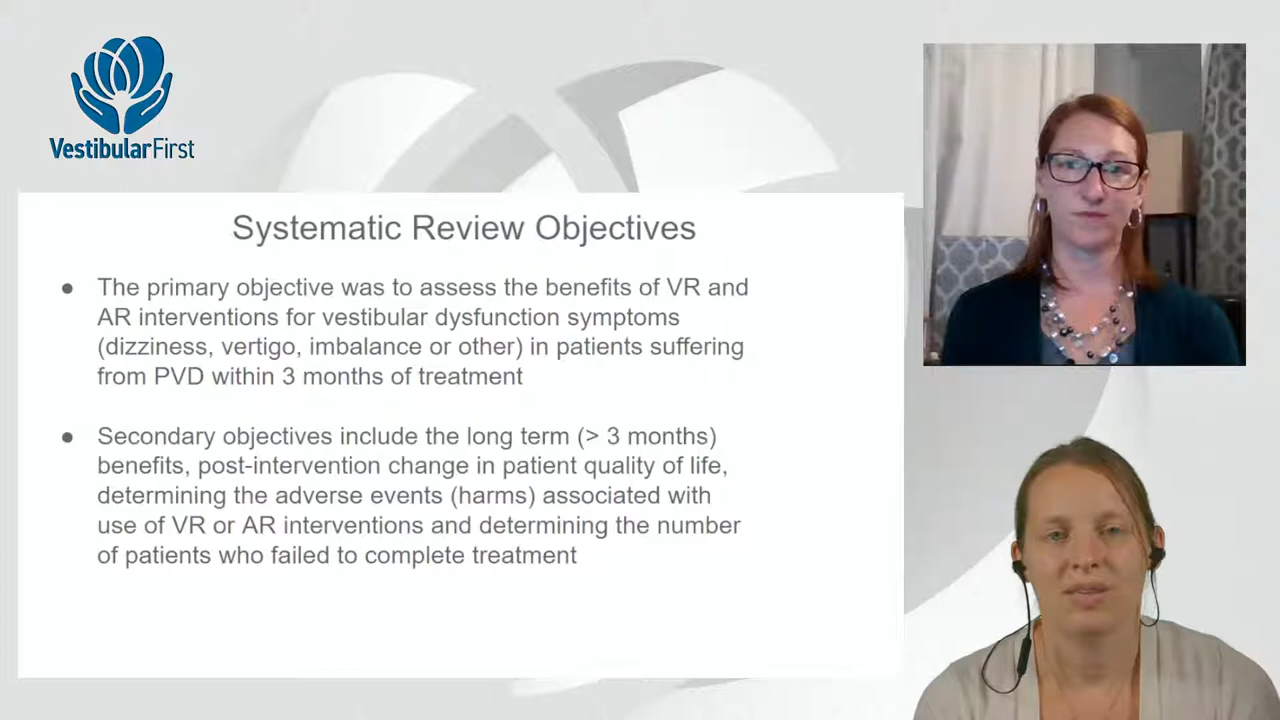 VestibularFirst
Systematic Review Objectives
● The primary objective was to assess the benefits of VR and
AR interventions for vestibular dysfunction symptoms
(dizziness, vertigo, imbalance or other) in patients suffering
from PVD within 3 months of treatment
● Secondary objectives include the long term (> 3 months)
benefits, post-intervention change in patient quality of life,
determining the adverse events (harms) associated with
use of VR or AR interventions and determining the number
of patients who failed to complete treatment